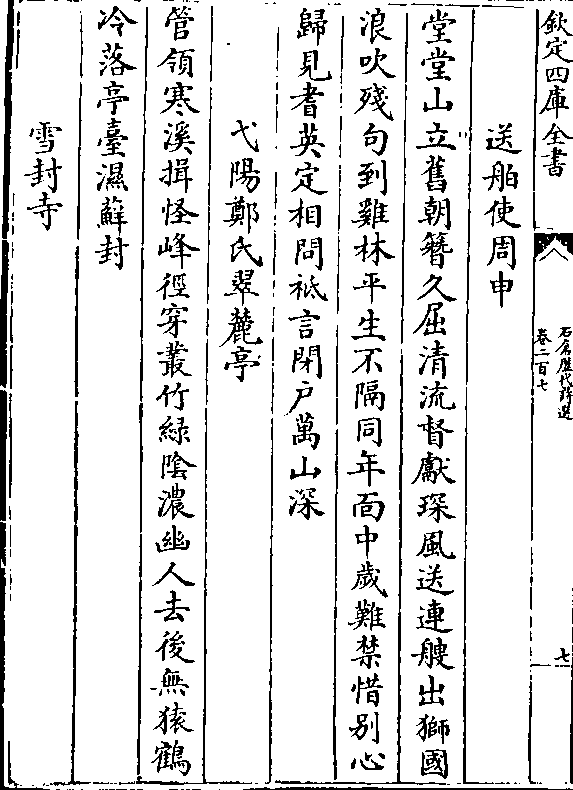 欽定四庫全書
石倉歷代詩選
卷二百七
七
送舶使周申
堂堂山立舊朝簪久屈清流督獻琛風送連艘出獅國
浪吹殘句到雞林平生不隔同年面中歲難禁惜別心
歸見耆英定相問祗言閉戶萬山深
弋陽鄭氏翠麓亭
管領寒溪揖怪峰徑穿叢竹綠陰濃幽人去後無猿鶴
冷落亭臺濕蘚封
雪封寺